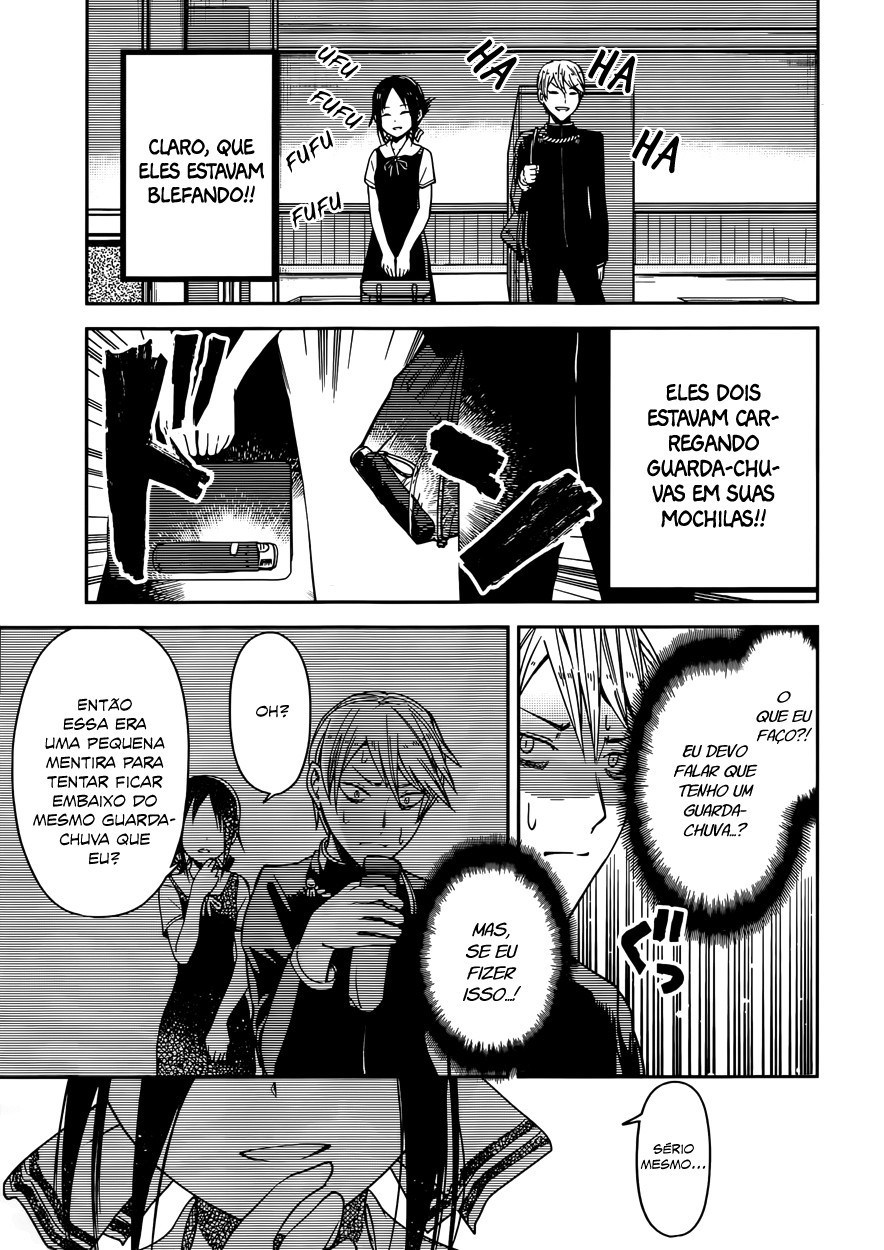 HA
HA
HA
UFU
FUFU
FUFU
FUFU
CLARO, QUE
ELES ESTAVAM
BLEFANDO!!
ELES DOIS
ESTAVAM CAR-
REGANDO
GUARDA-CHU-
VAS EM SUAS
MOCHILAS!!
O
QUE EU
FAÇO?!
EU DEVO
FALAR QUE
TENHO UM
GUARDA-
CHUVA...?
グッ
MAS,
SE EU
FIZER
ISSO...!
OH?
ENTÃO
ESSA ERA
UMA PEQUENA
MENTIRA PARA
TENTAR FICAR
EMBAIXO DO
MESMO GUARDA-
CHUVA QUE
EU?
SÉRIO
MESMO...